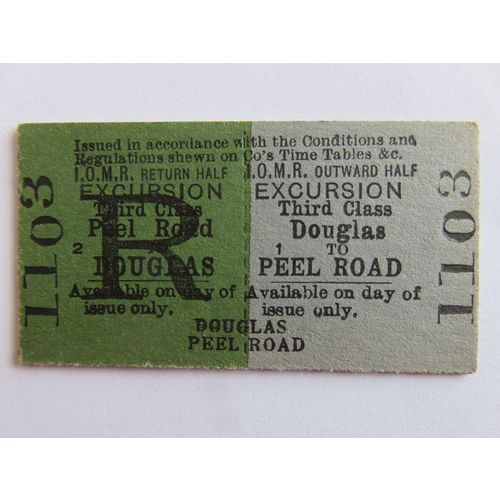 Issued in accordance with the Conditions and
Regulations shewn on Co's Time Tables &c.
I.O.M.R. RETURN HALF I.O.M.R. OUTWARD HALF
EXCURSION EXCURSION
Third Class Third Class
Peel Road Douglas
2 1 TO
DOUGLAS PEEL ROAD
Available on day of Available on day of
issue only. issue only.
DOUGLAS
PEEL ROAD
R
1103
1103